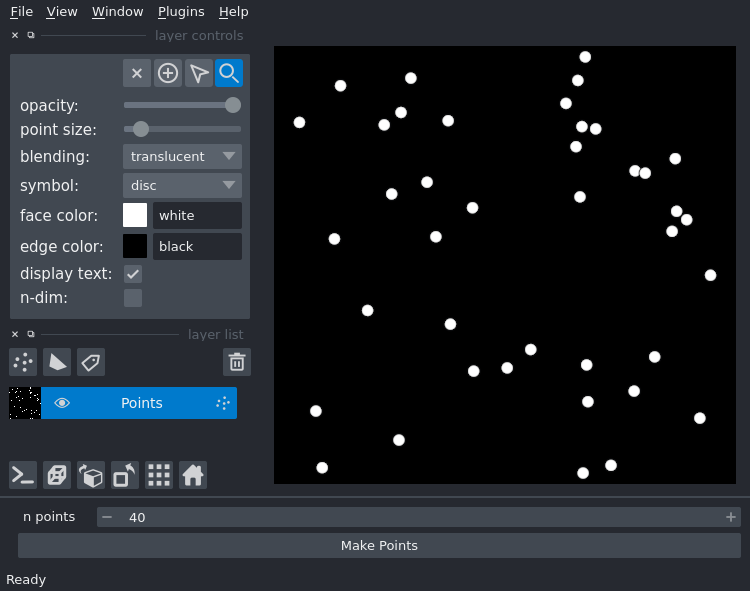 File View Window Plugins Help
layer controls
opacity:
point size:
blending: translucent
symbol: disc
face color: white
edge color: black
display text:
n-dim:
layer list
Points
n points 40
Make Points
Ready